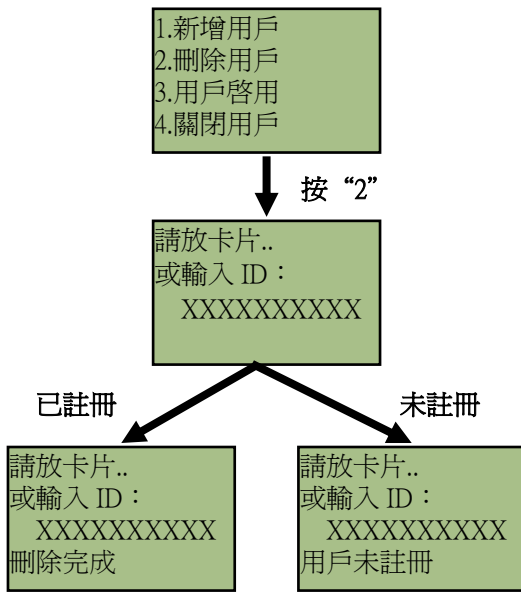 1.新增用戶
2.刪除用戶
3.用戶啓用
4.關閉用戶
按“2”
請放卡片..
或輸入 ID：
XXXXXXXXXX
已註冊
未註冊
請放卡片..
或輸入 ID：
XXXXXXXXXX
刪除完成
請放卡片..
或輸入 ID：
XXXXXXXXXX
用戶未註冊